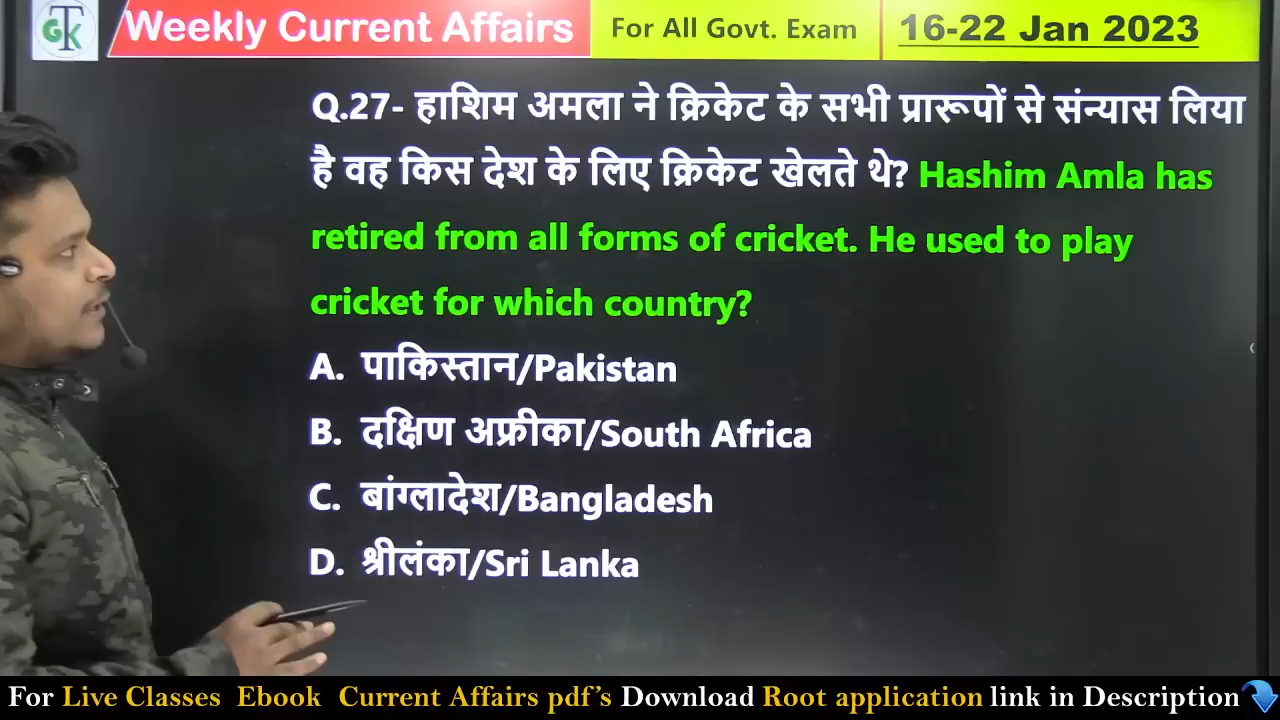 GTK
Weekly Current Affairs For All Govt. Exam 16-22 Jan 2023
Q.27- हाशिम अमला ने क्रिकेट के सभी प्रारूपों से संन्यास लिया
है वह किस देश के लिए क्रिकेट खेलते थे? Hashim Amla has
retired from all forms of cricket. He used to play
cricket for which country?
A. पाकिस्तान/Pakistan
B. दक्षिण अफ्रीका/South Africa
C. बांग्लादेश/Bangladesh
D. श्रीलंका/Sri Lanka
For Live Classes Ebook Current Affairs pdf’s Download Root application link in Description